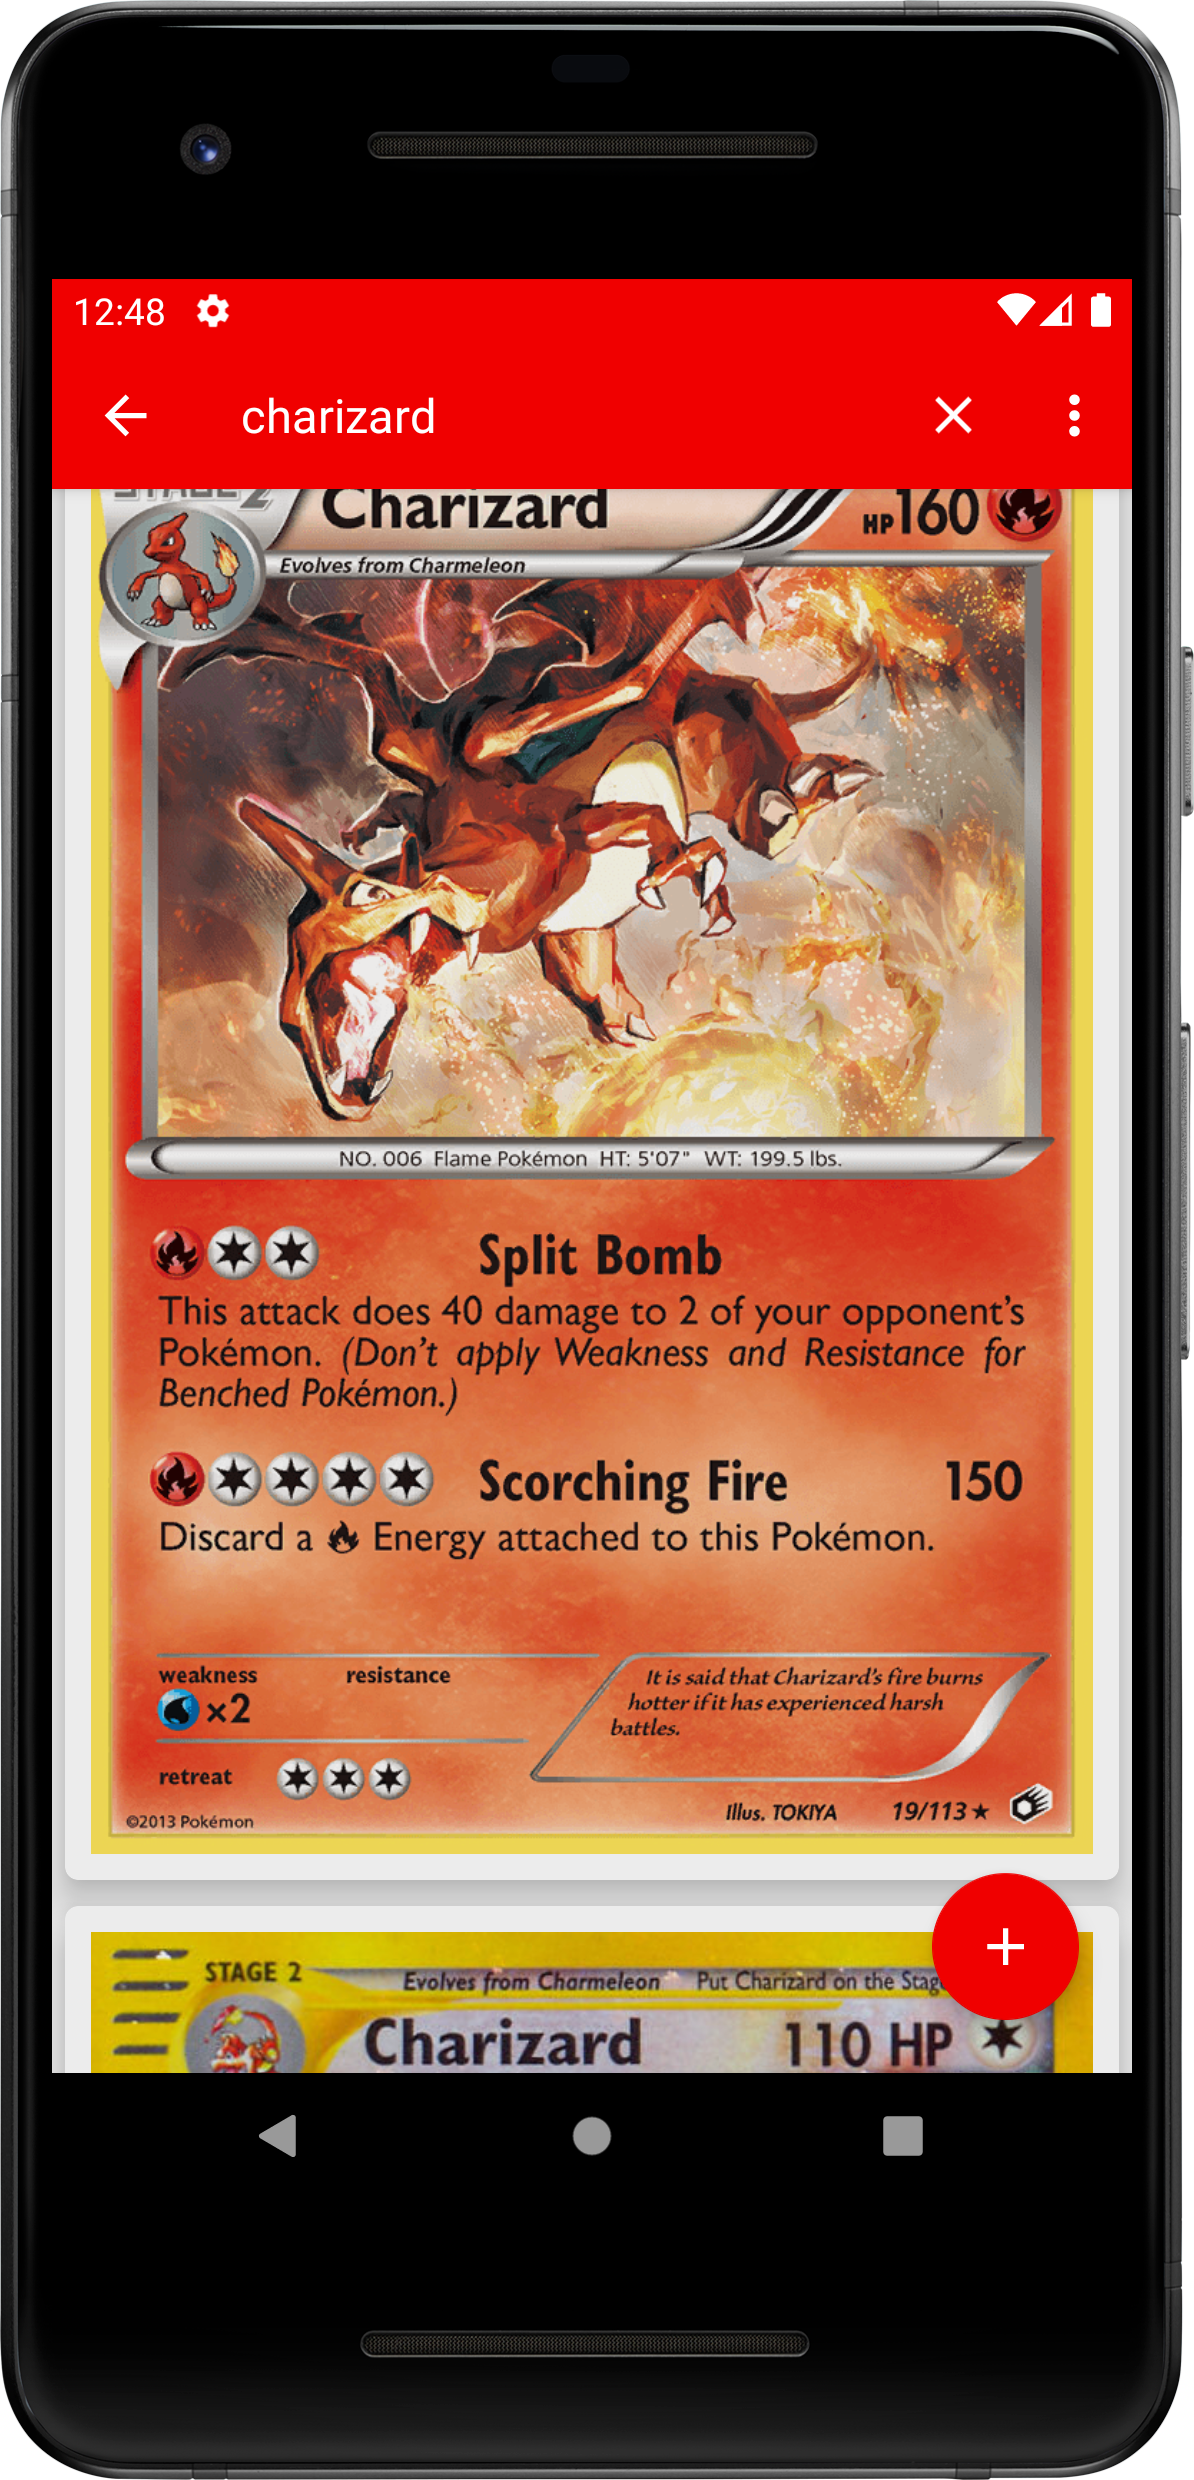 12:48
charizard
STAGE 2
Charizard
HP160
Evolves from Charmeleon
NO. 006 Flame Pokémon HT: 5'07" WT: 199.5 lbs.
Split Bomb
This attack does 40 damage to 2 of your opponent's
Pokémon. (Don't apply Weakness and Resistance for
Benched Pokémon.)
Scorching Fire 150
Discard a Energy attached to this Pokémon.
weakness resistance
×2
It is said that Charizard's fire burns
hotter if it has experienced harsh
battles.
retreat
©2013 Pokémon
Illus. TOKIYA 19/113
STAGE 2
Evolves from Charmeleon Put Charizard on the Stag
Charizard 110 HP